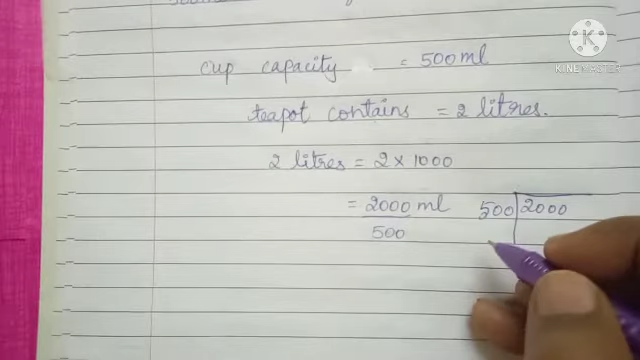 KINEMASTER
cup capacity = 500ml
teapot contains = 2 litres.
2 litres = 2 × 1000
= 2000 ml 500 2000
500